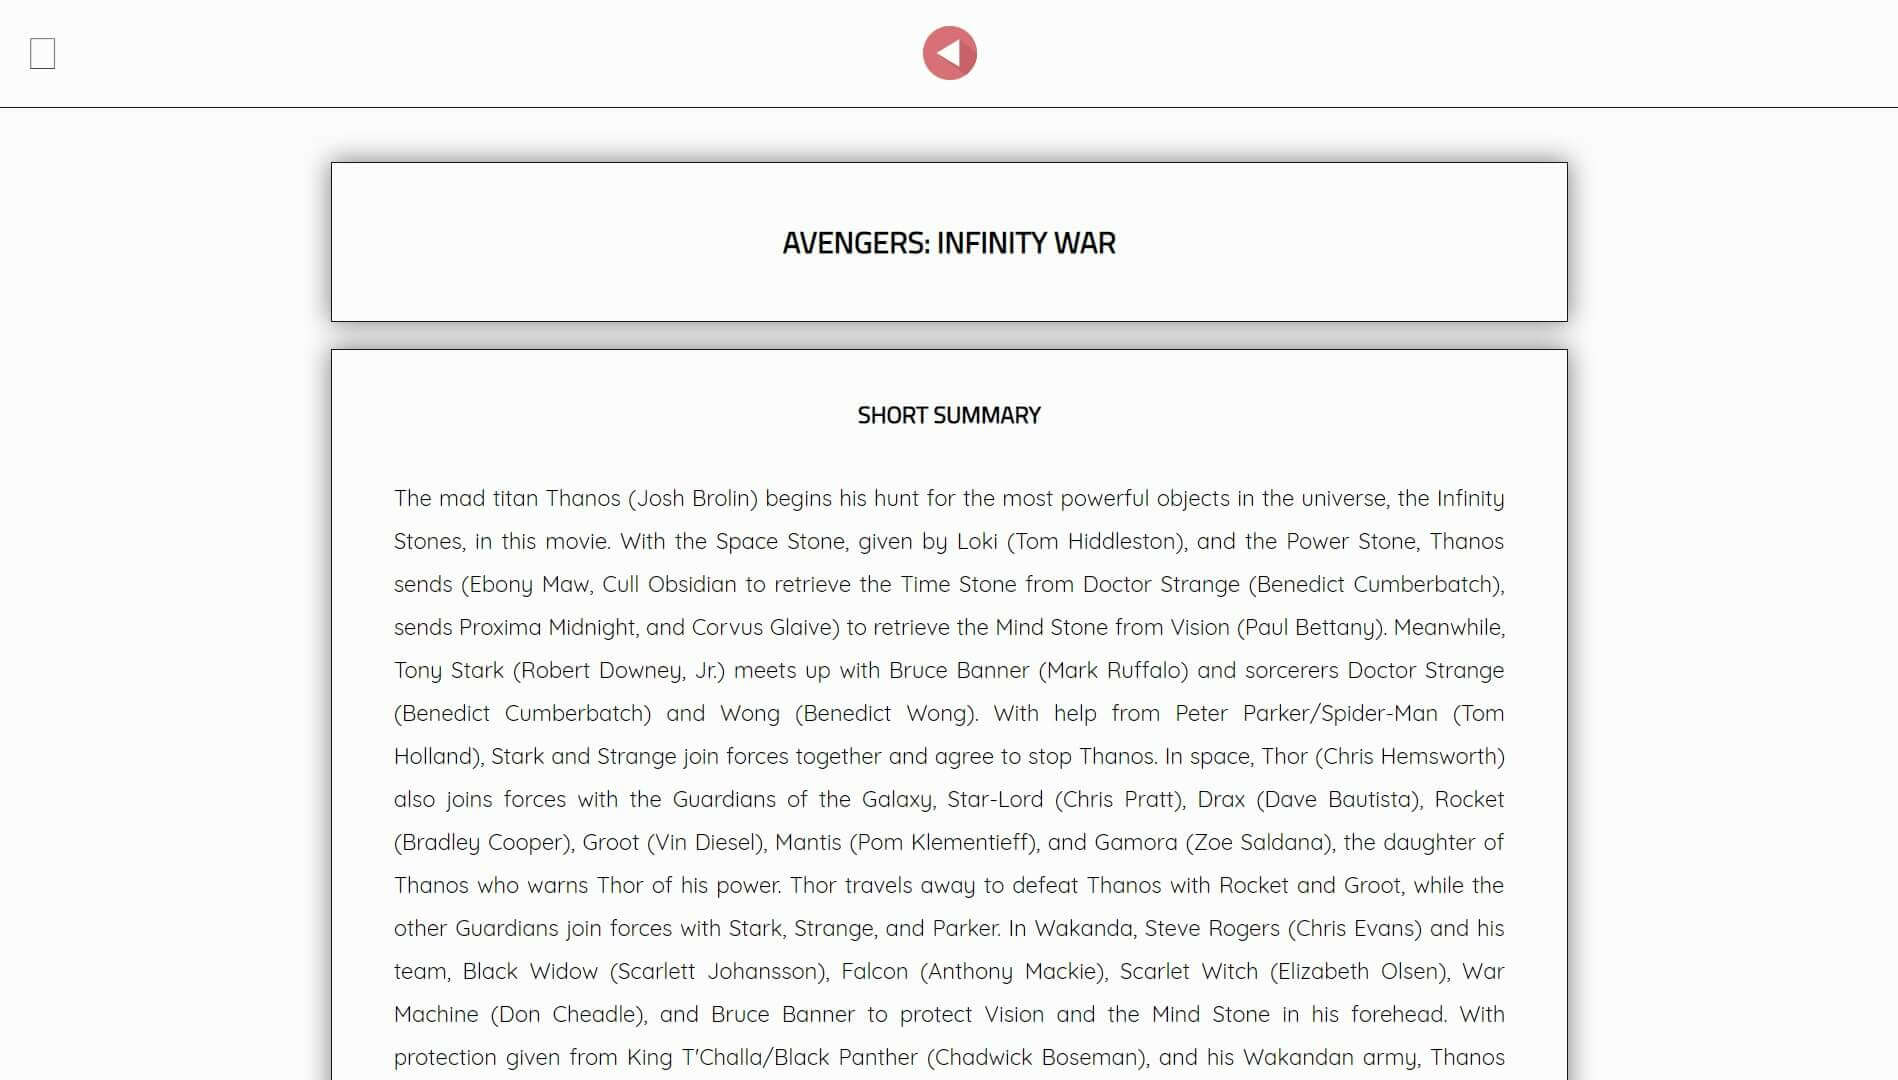 AVENGERS: INFINITY WAR
SHORT SUMMARY
The mad titan Thanos (Josh Brolin) begins his hunt for the most powerful objects in the universe, the Infinity
Stones, in this movie. With the Space Stone, given by Loki (Tom Hiddleston), and the Power Stone, Thanos
sends (Ebony Maw, Cull Obsidian to retrieve the Time Stone from Doctor Strange (Benedict Cumberbatch),
sends Proxima Midnight, and Corvus Glaive) to retrieve the Mind Stone from Vision (Paul Bettany). Meanwhile,
Tony Stark (Robert Downey, Jr.) meets up with Bruce Banner (Mark Ruffalo) and sorcerers Doctor Strange
(Benedict Cumberbatch) and Wong (Benedict Wong). With help from Peter Parker/Spider-Man (Tom
Holland), Stark and Strange join forces together and agree to stop Thanos. In space, Thor (Chris Hemsworth)
also joins forces with the Guardians of the Galaxy, Star-Lord (Chris Pratt), Drax (Dave Bautista), Rocket
(Bradley Cooper), Groot (Vin Diesel), Mantis (Pom Klementieff), and Gamora (Zoe Saldana), the daughter of
Thanos who warns Thor of his power. Thor travels away to defeat Thanos with Rocket and Groot, while the
other Guardians join forces with Stark, Strange, and Parker. In Wakanda, Steve Rogers (Chris Evans) and his
team, Black Widow (Scarlett Johansson), Falcon (Anthony Mackie), Scarlet Witch (Elizabeth Olsen), War
Machine (Don Cheadle), and Bruce Banner to protect Vision and the Mind Stone in his forehead. With
protection given from King T'Challa/Black Panther (Chadwick Boseman), and his Wakandan army, Thanos